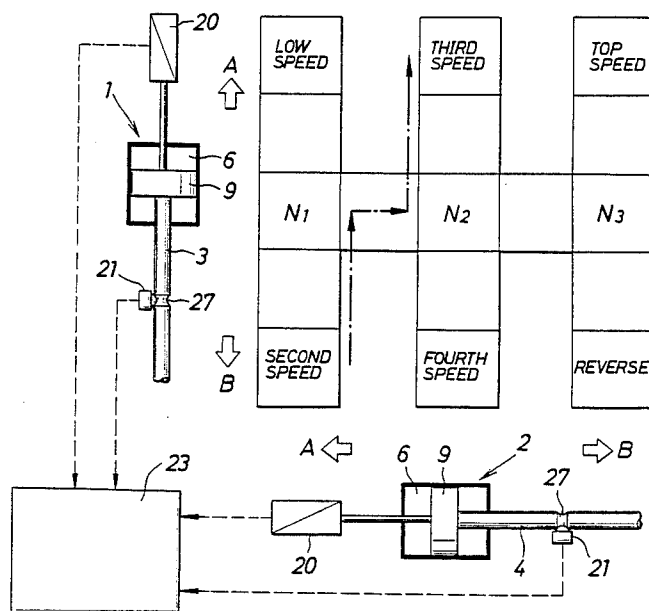 20
LOW SPEED
THIRD SPEED
TOP SPEED
A
1
6
9
N1
N2
N3
3
21
27
B
SECOND SPEED
FOURTH SPEED
REVERSE
A
2
B
23
6
9
27
20
4
21